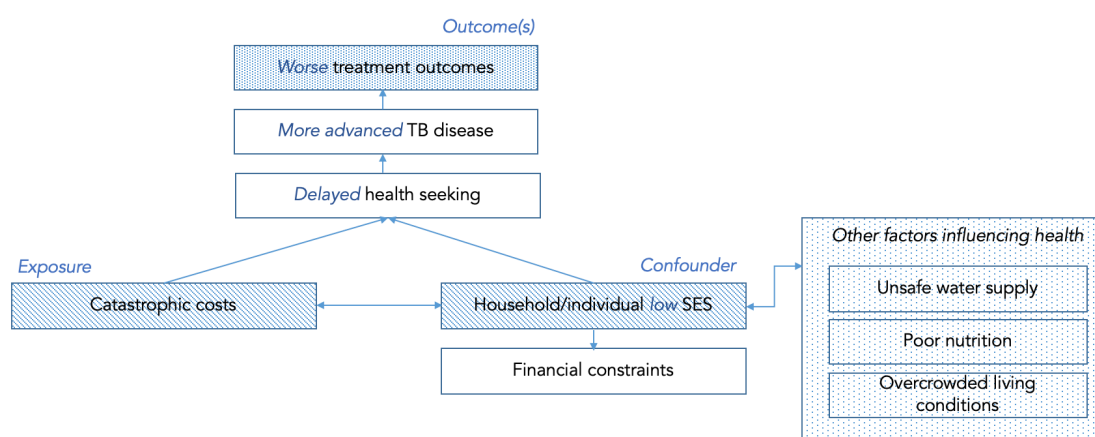 Outcome(s)
Worse treatment outcomes
More advanced TB disease
Delayed health seeking
Exposure
Catastrophic costs
Confounder
Household/individual low SES
Financial constraints
Other factors influencing health
Unsafe water supply
Poor nutrition
Overcrowded living
conditions